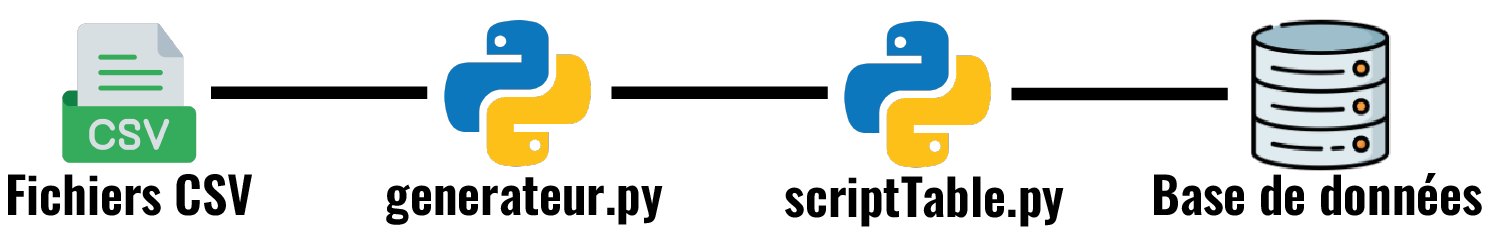 CSV
Fichiers CSV
generateur.py
scriptTable.py
Base de données